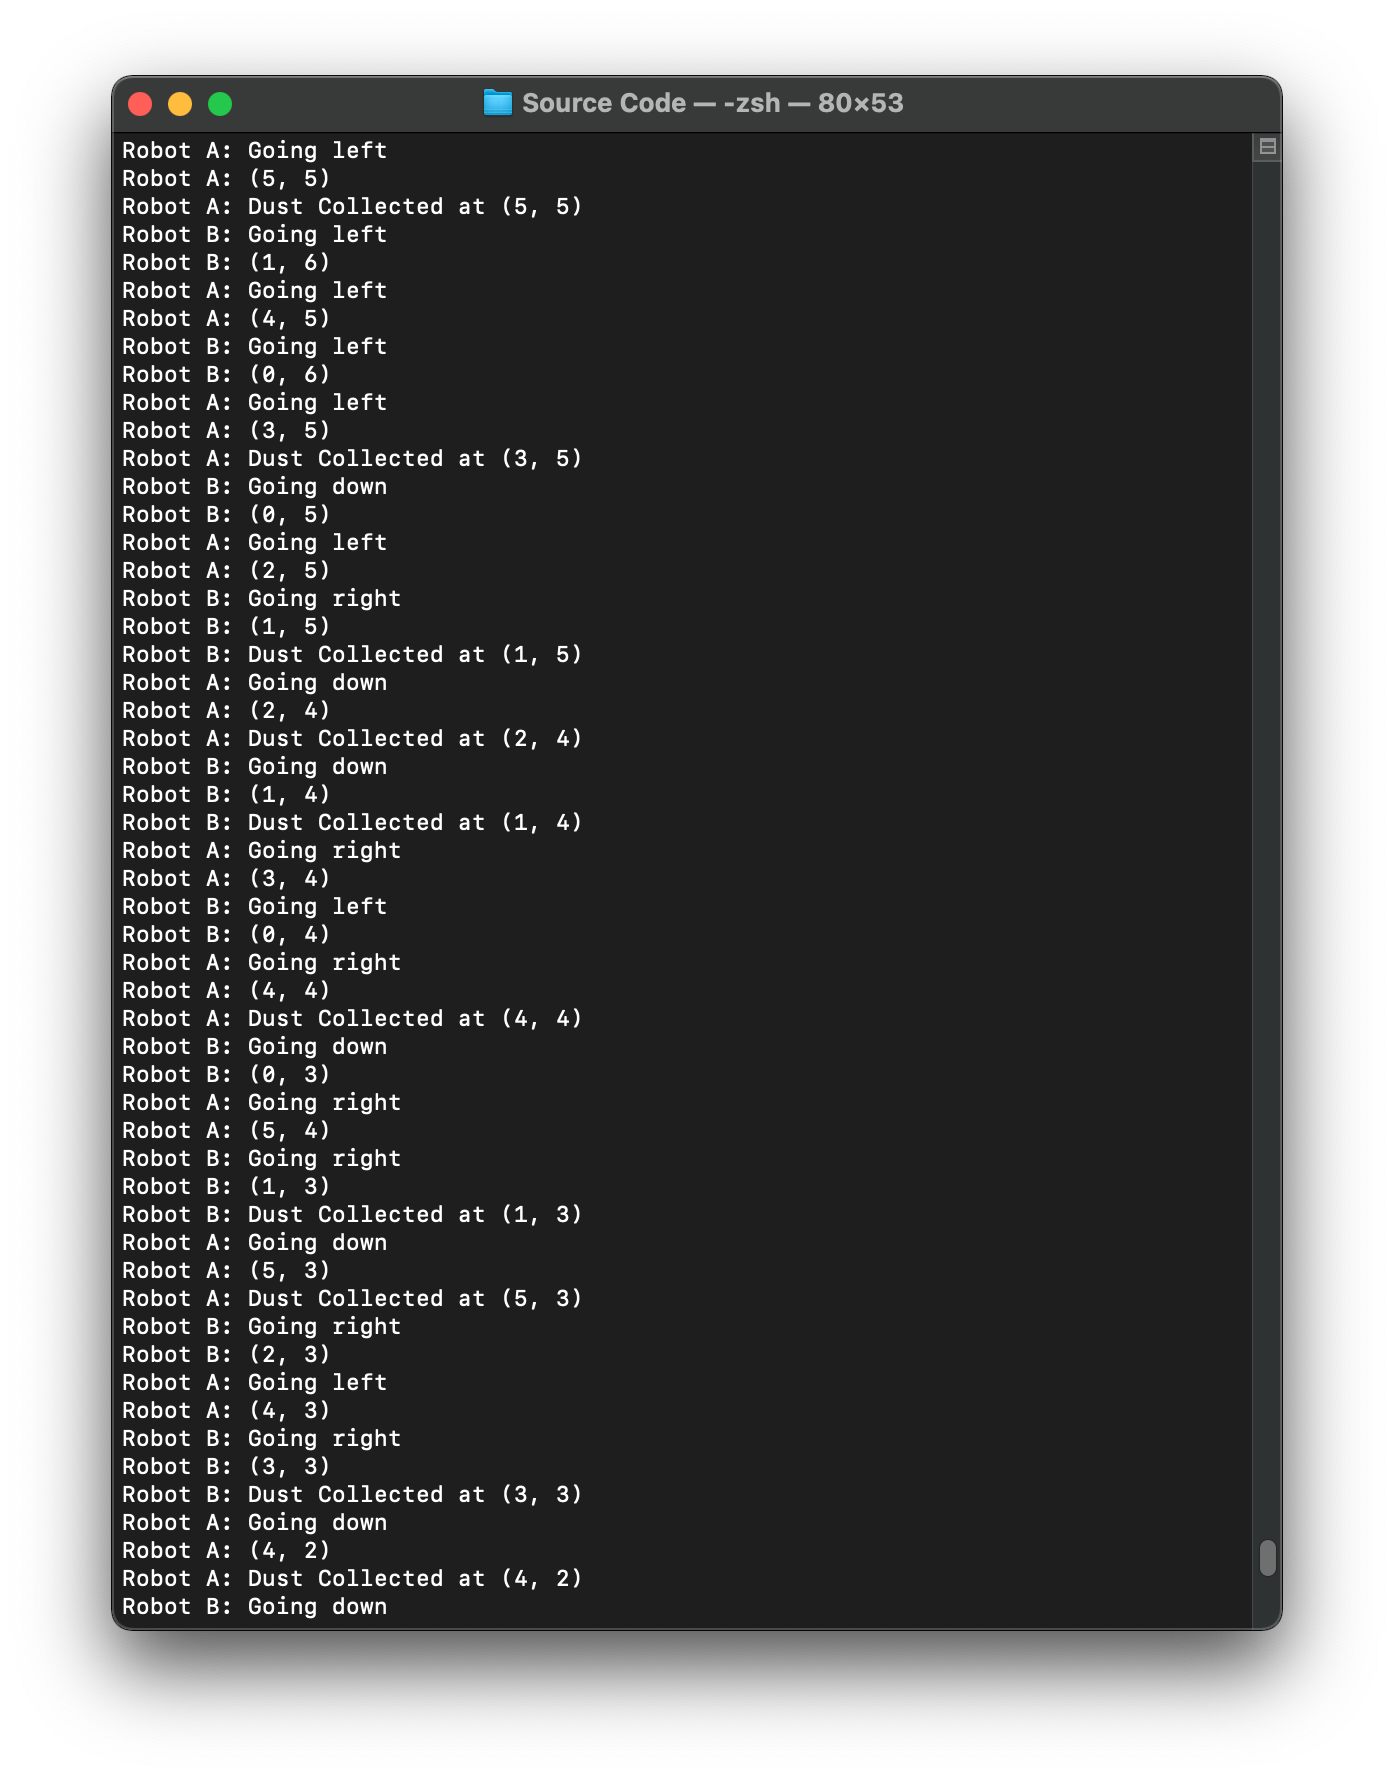 Source Code — -zsh — 80×53
Robot A: Going left
Robot A: (5, 5)
Robot A: Dust Collected at (5, 5)
Robot B: Going left
Robot B: (1, 6)
Robot A: Going left
Robot A: (4, 5)
Robot B: Going left
Robot B: (0, 6)
Robot A: Going left
Robot A: (3, 5)
Robot A: Dust Collected at (3, 5)
Robot B: Going down
Robot B: (0, 5)
Robot A: Going left
Robot A: (2, 5)
Robot B: Going right
Robot B: (1, 5)
Robot B: Dust Collected at (1, 5)
Robot A: Going down
Robot A: (2, 4)
Robot A: Dust Collected at (2, 4)
Robot B: Going down
Robot B: (1, 4)
Robot B: Dust Collected at (1, 4)
Robot A: Going right
Robot A: (3, 4)
Robot B: Going left
Robot B: (0, 4)
Robot A: Going right
Robot A: (4, 4)
Robot A: Dust Collected at (4, 4)
Robot B: Going down
Robot B: (0, 3)
Robot A: Going right
Robot A: (5, 4)
Robot B: Going right
Robot B: (1, 3)
Robot B: Dust Collected at (1, 3)
Robot A: Going down
Robot A: (5, 3)
Robot A: Dust Collected at (5, 3)
Robot B: Going right
Robot B: (2, 3)
Robot A: Going left
Robot A: (4, 3)
Robot B: Going right
Robot B: (3, 3)
Robot B: Dust Collected at (3, 3)
Robot A: Going down
Robot A: (4, 2)
Robot A: Dust Collected at (4, 2)
Robot B: Going down